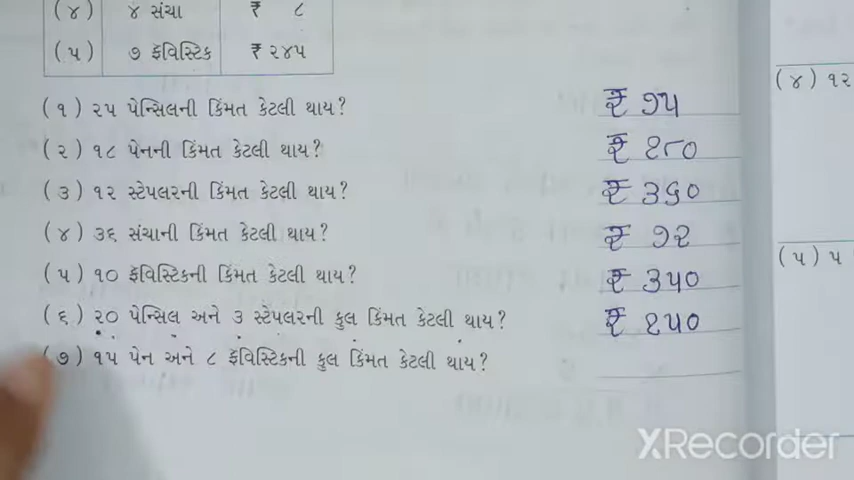 (૪) ૪ સંચા ₹ ૮
(૫) ૭ ફેવિસ્ટિક ₹ ૨૪૫
(૧) ૨૫ પેન્સિલની કિંમત કેટલી થાય? ₹ ૭૫
(૨) ૧૮ પેનની કિંમત કેટલી થાય? ₹ ૧૮૦
(૩) ૧૨ સ્ટેપલરની કિંમત કેટલી થાય? ₹ ૩૬૦
(૪) ૩૬ સંચાની કિંમત કેટલી થાય? ₹ ૭૨
(૫) ૧૦ ફેવિસ્ટિકની કિંમત કેટલી થાય? ₹ ૩૫૦
(૬) ૨૦ પેન્સિલ અને ૩ સ્ટેપલરની કુલ કિંમત કેટલી થાય? ₹ ૧૫૦
(૭) ૧૫ પેન અને ૮ ફેવિસ્ટિકની કુલ કિંમત કેટલી થાય?
(૪) ૧૨
(૫) ૫
XRecorder